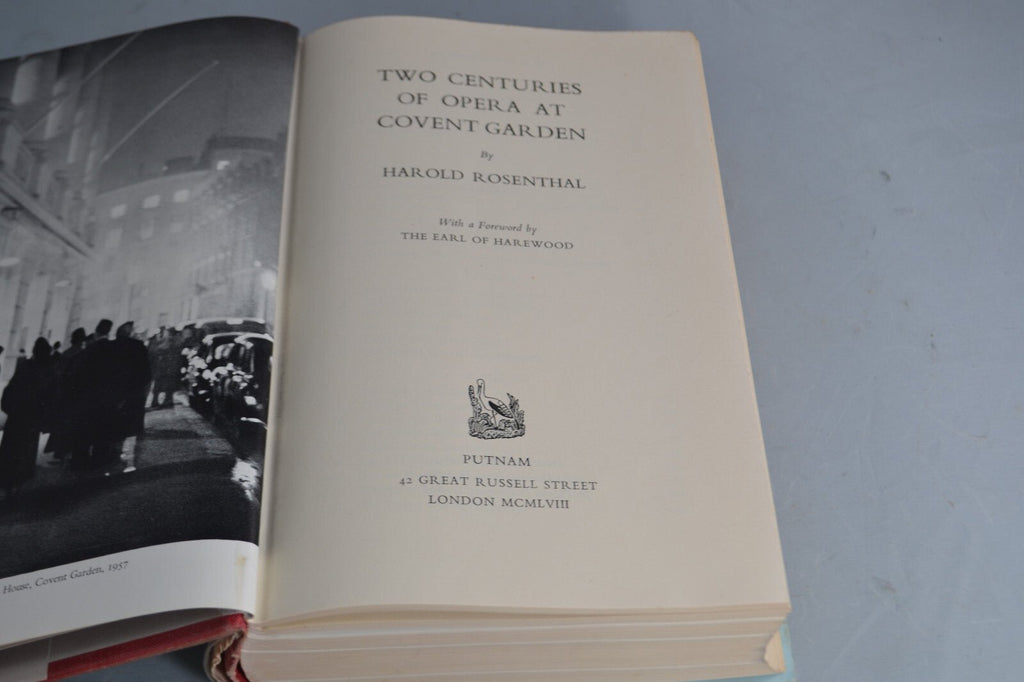 House, Covent Garden, 1957
TWO CENTURIES
OF OPERA AT
COVENT GARDEN
By
HAROLD ROSENTHAL
With a Foreword by
THE EARL OF HAREWOOD
PUTNAM
42 GREAT RUSSELL STREET
LONDON MCMLVIII